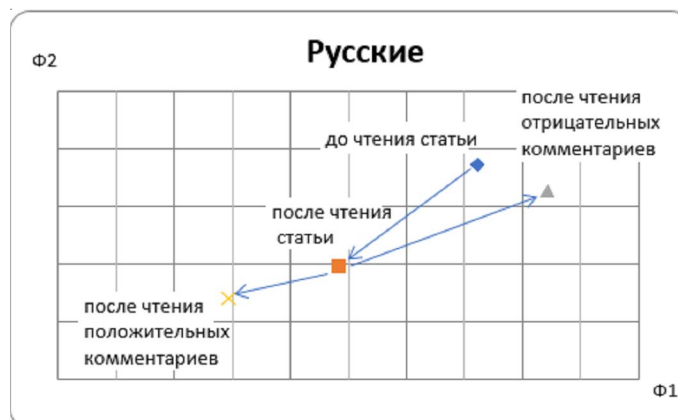 Русские
Ф2
после чтения
отрицательных
комментариев
до чтения статьи
после чтения
статьи
после чтения
положительных
комментариев
Ф1